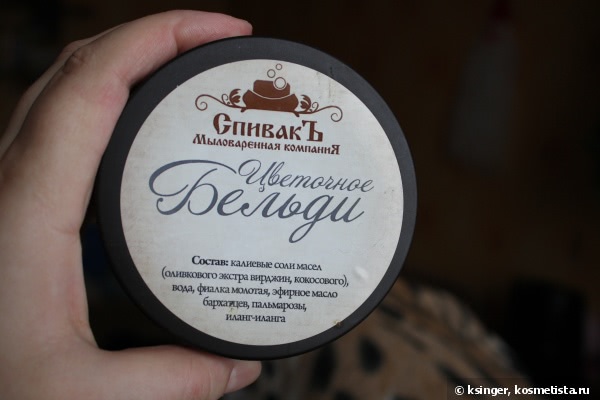 СпивакЪ
Мыловаренная компаниЯ
Цветочное
Бельди
Состав: калиевые соли масел
(оливкового экстра вирджин, кокосового),
вода, фиалка молотая, эфирное масло
бархатцев, пальмарозы,
иланг-иланга
© ksinger, kosmetista.ru